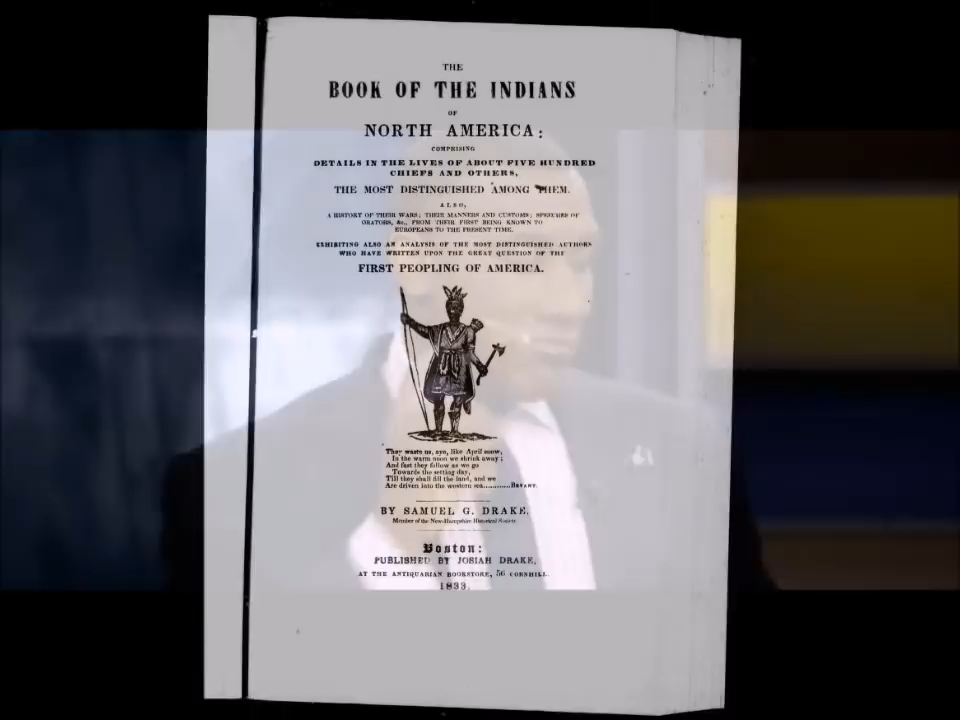 THE
BOOK OF THE INDIANS
OF
NORTH AMERICA:
COMPRISING
DETAILS IN THE LIVES OF ABOUT FIVE HUNDRED
CHIEFS AND OTHERS,
THE MOST DISTINGUISHED AMONG THEM.
ALSO,
A HISTORY OF THEIR WARS; THEIR MANNERS AND CUSTOMS; SPEECHES OF
ORATORS, &c., FROM THEIR FIRST BEING KNOWN TO
EUROPEANS TO THE PRESENT TIME.
EXHIBITING ALSO AN ANALYSIS OF THE MOST DISTINGUISHED AUTHORS
WHO HAVE WRITTEN UPON THE GREAT QUESTION OF THE
FIRST PEOPLING OF AMERICA.
They waste us, aye, like April snow,
In the warm noon we shrink away;
And fast they follow as we go
Towards the setting day,
Till they shall fill the land, and we
Are driven into the western sea............BRYANT.
BY SAMUEL G. DRAKE,
Member of the New-Hampshire Historical Society
Boston:
PUBLISHED BY JOSIAH DRAKE,
AT THE ANTIQUARIAN BOOKSTORE, 56 CORNHILL.
1833.